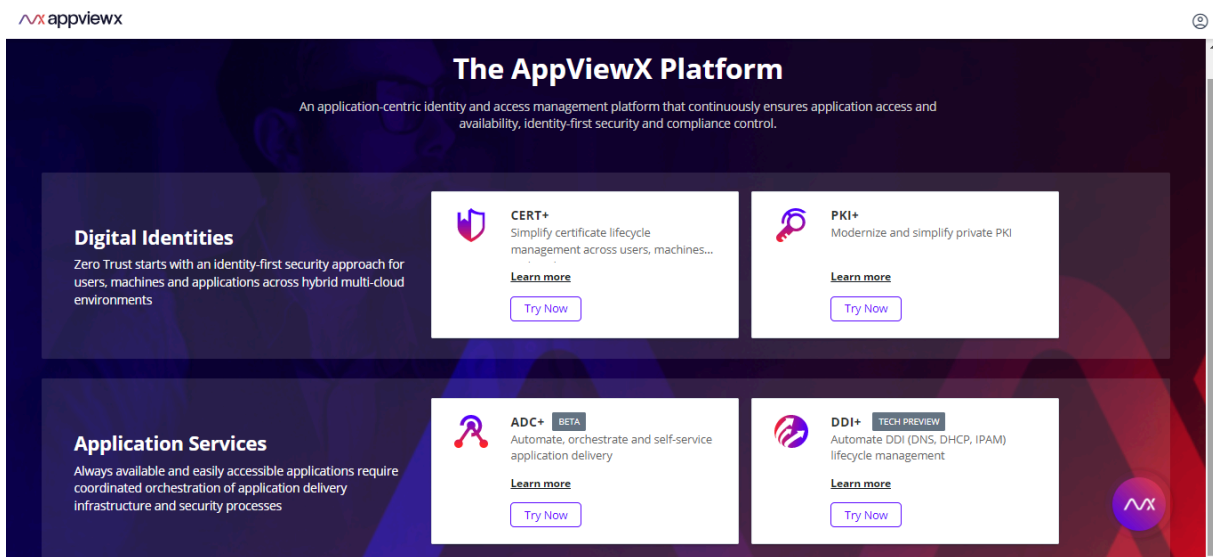 appviewx
The AppViewX Platform
An application-centric identity and access management platform that continuously ensures application access and
availability, identity-first security and compliance control.
Digital Identities
Zero Trust starts with an identity-first security approach for
users, machines and applications across hybrid multi-cloud
environments
CERT+
Simplify certificate lifecycle
management across users, machines...
Learn more
Try Now
PKI+
Modernize and simplify private PKI
Learn more
Try Now
Application Services
Always available and easily accessible applications require
coordinated orchestration of application delivery
infrastructure and security processes
ADC+ BETA
Automate, orchestrate and self-service
application delivery
Learn more
Try Now
DDI+ TECH PREVIEW
Automate DDI (DNS, DHCP, IPAM)
lifecycle management
Learn more
Try Now